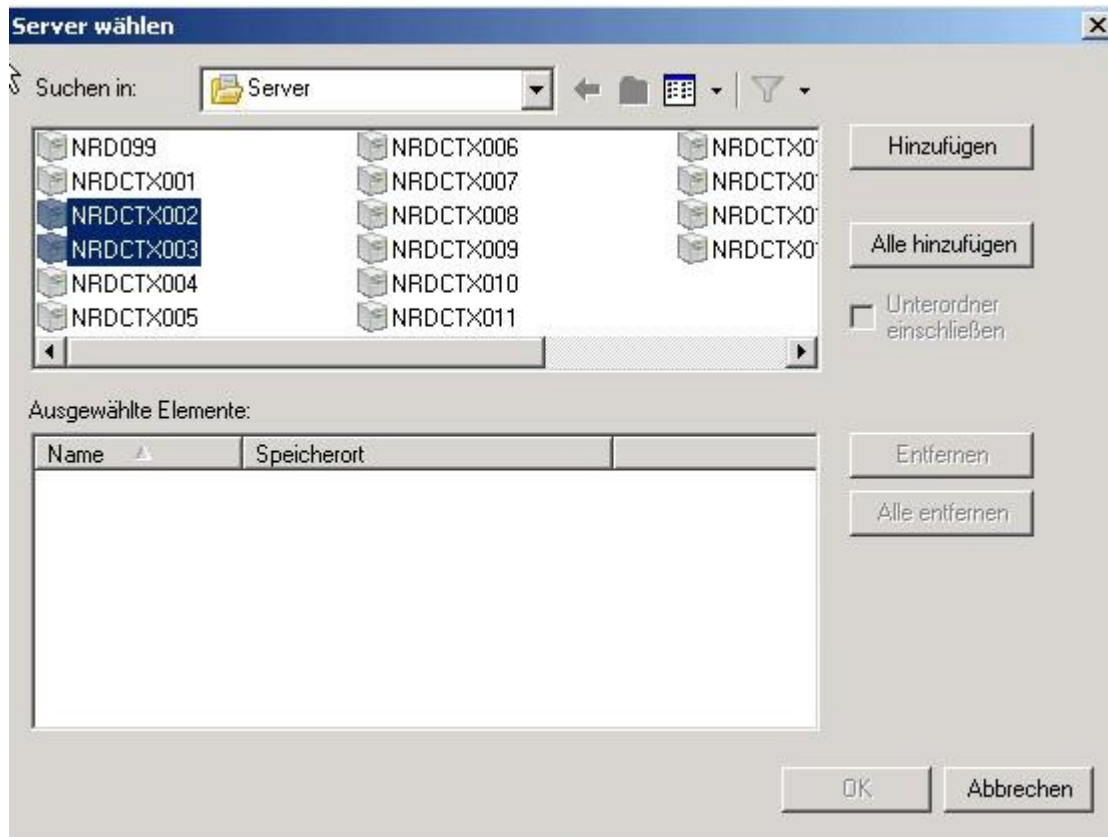 Server wählen
Suchen in: Server
NRD099 NRDCTX006
NRDCTX001 NRDCTX007
NRDCTX002 NRDCTX008
NRDCTX003 NRDCTX009
NRDCTX004 NRDCTX010
NRDCTX005 NRDCTX011
Hinzufügen
Alle hinzufügen
Unterordner
einschließen
Ausgewählte Elemente:
Name Speicherort
Entfernen
Alle entfernen
OK Abbrechen